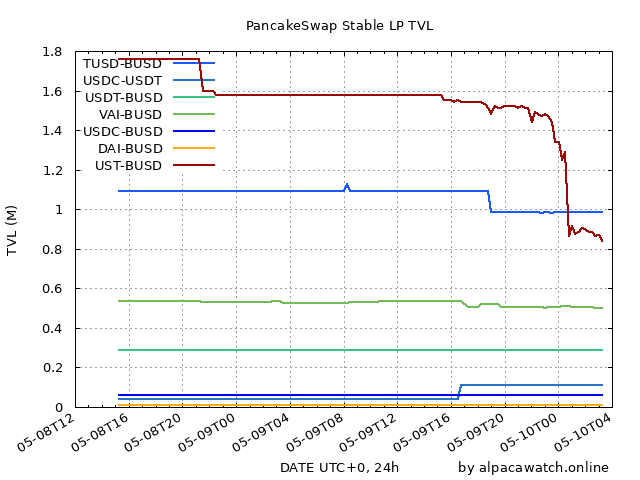 PancakeSwap Stable LP TVL
1.8
1.6
1.4
1.2
1
0.8
0.6
0.4
0.2
0
TVL (M)
TUSD-BUSD
USDC-USDT
USDT-BUSD
VAI-BUSD
USDC-BUSD
DAI-BUSD
UST-BUSD
05-08T12
05-08T16
05-08T20
05-09T00
05-09T04
05-09T08
05-09T12
05-09T16
05-09T20
05-10T00
05-10T04
DATE UTC+0, 24h
by alpacawatch.online